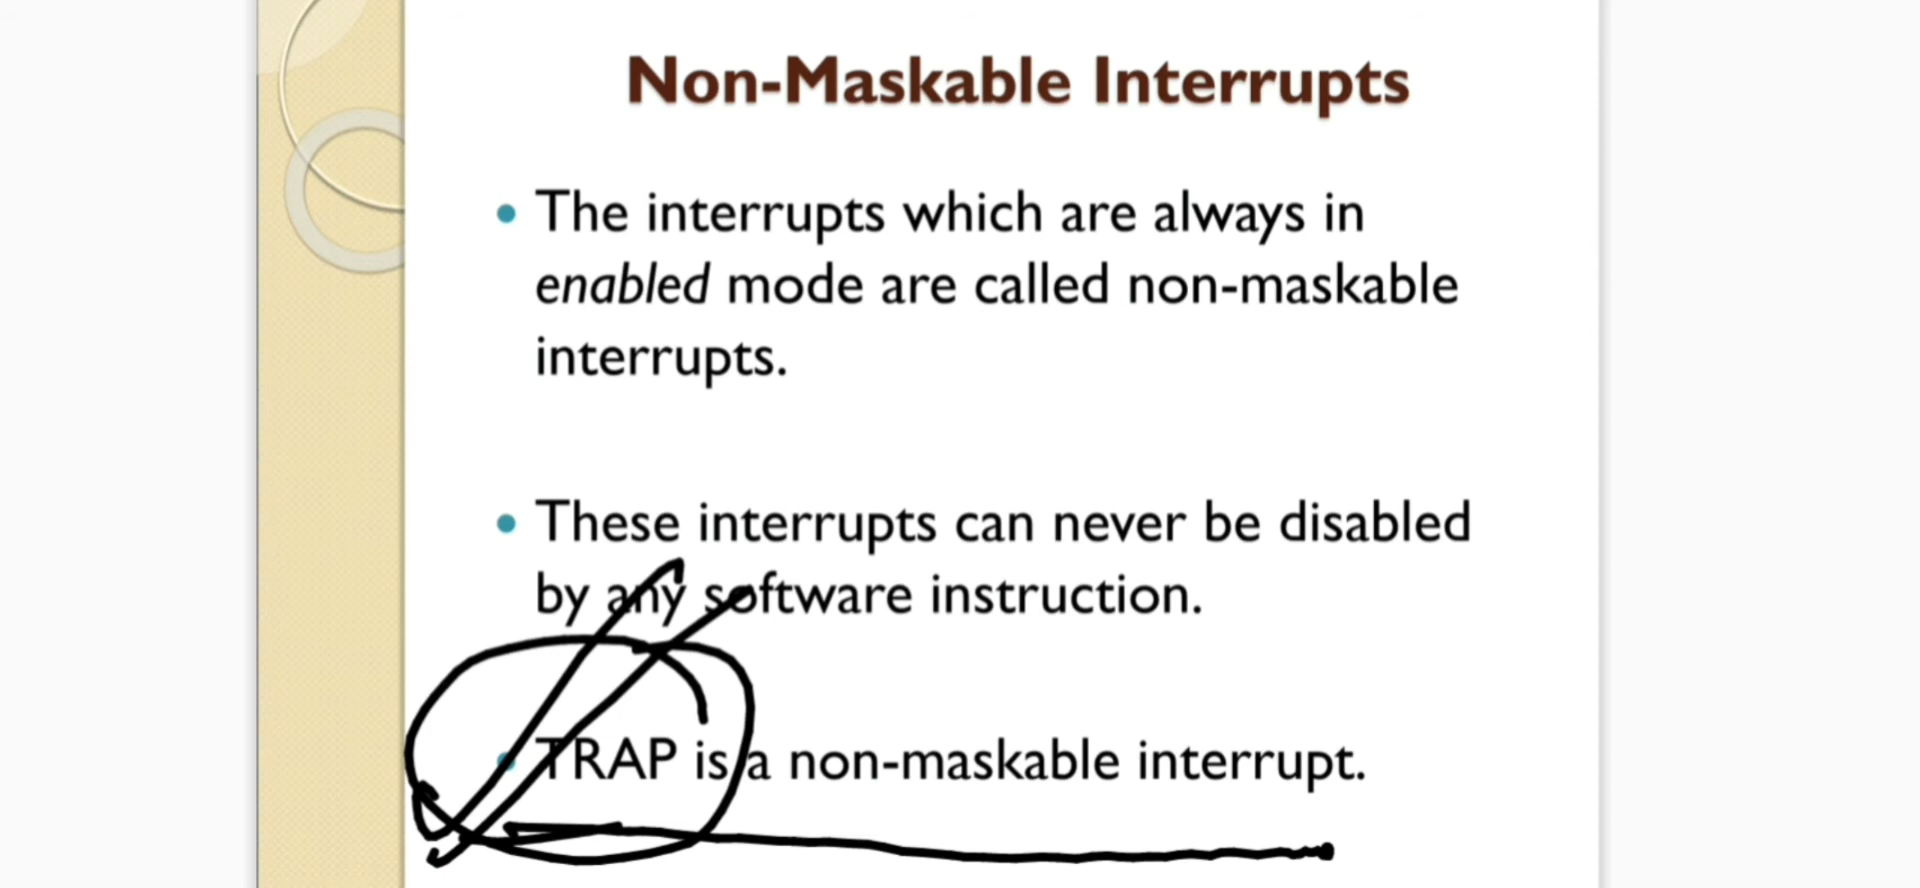 Non-Maskable Interrupts
• The interrupts which are always in
enabled mode are called non-maskable
interrupts.
• These interrupts can never be disabled
by any software instruction.
• TRAP is a non-maskable interrupt.